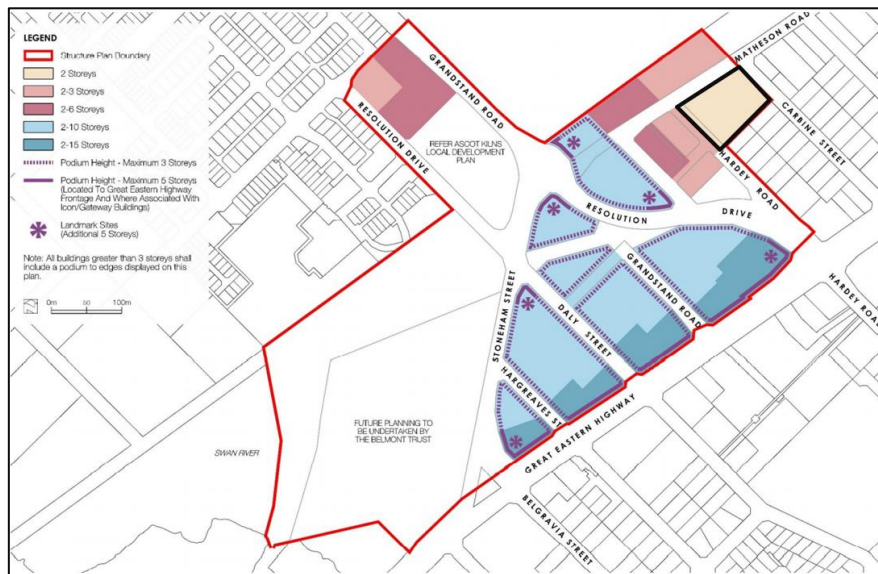 LEGEND
Structure Plan Boundary
2 Storeys
2-3 Storeys
2-6 Storeys
2-10 Storeys
2-15 Storeys
Podium Height - Maximum 3 Storeys
Podium Height - Maximum 5 Storeys
(Located To Great Eastern Highway
Frontage And Where Associated With
Icon/Gateway Buildings)
Landmark Sites
(Additional 5 Storeys)
Note: All buildings greater than 3 storeys shall
include a podium to edges displayed on this
plan.
0m 50 100m
GRANDSTAND ROAD
RESOLUTION DRIVE
REFER ASCOT KILNS
LOCAL DEVELOPMENT
PLAN
MATHESON ROAD
CARBINE STREET
HARDEY ROAD
RESOLUTION DRIVE
GRANDSTAND ROAD
DALY STREET
STONEHAM STREET
HARGREAVES ST
GREAT EASTERN HIGHWAY
HARDEY ROAD
BELGRAVIA STREET
FUTURE PLANNING TO
BE UNDERTAKEN BY
THE BELMONT TRUST
SWAN RIVER